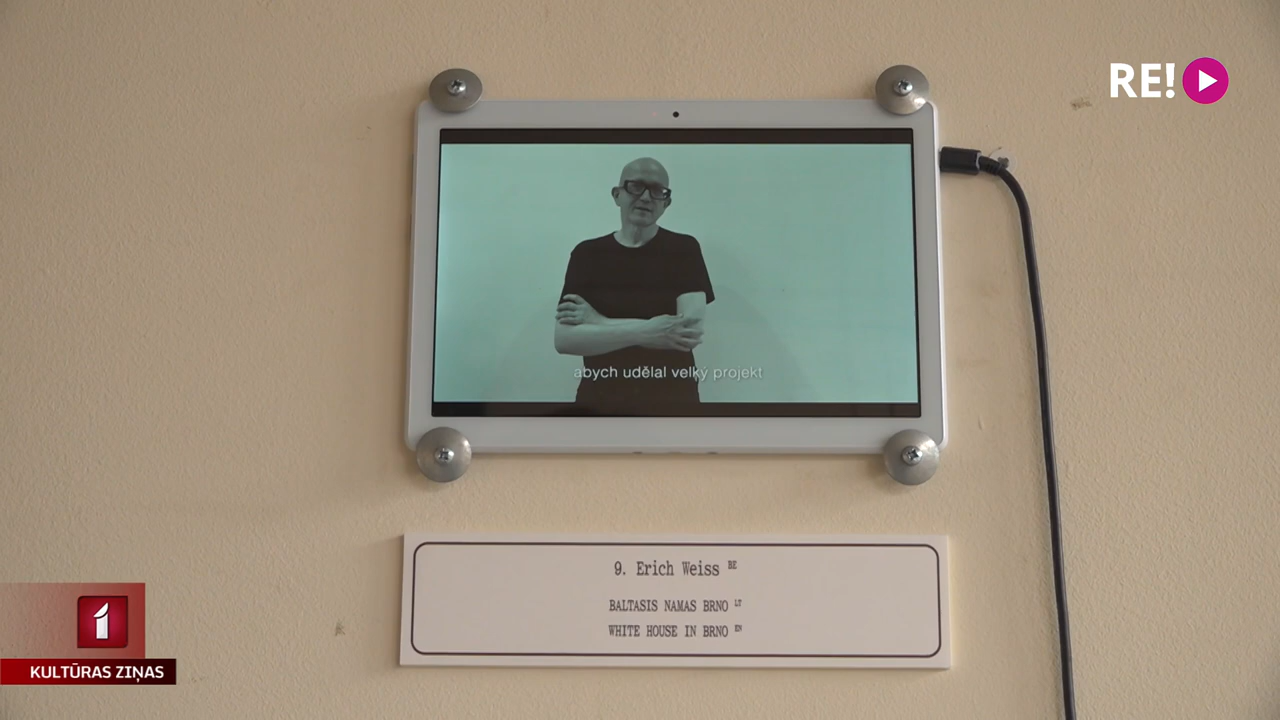 RE!
abych udělal velký projekt
9. Erich Weiss BE
BALTASIS NAMAS BRNO LT
WHITE HOUSE IN BRNO EN
1
KULTŪRAS ZIŅAS